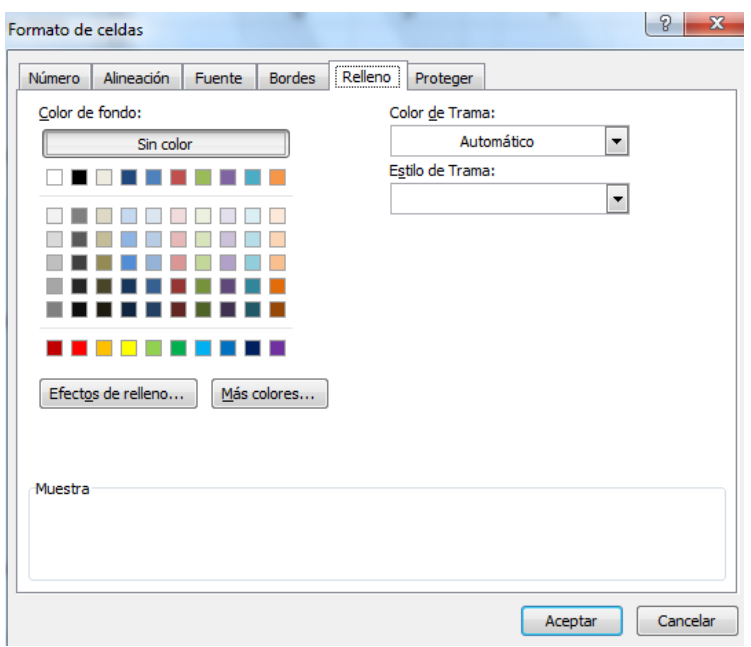 Formato de celdas
Número Alineación Fuente Bordes Relleno Proteger
Color de fondo:
Sin color
Color de Trama:
Automático
Estilo de Trama:
Efectos de relleno... Más colores...
Muestra
Aceptar Cancelar